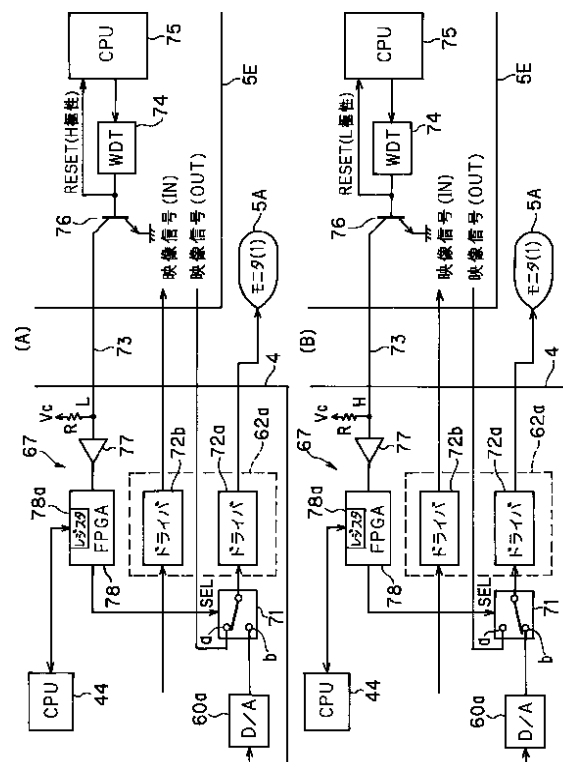 (A)
CPU
75
5E
RESET(H極性)
WDT
74
76
映像信号(IN)
映像信号(OUT)
5A
モニタ(1)
73
4
Vc
R
L
67
77
78a
レジスタ
FPGA
78
72b
ドライバ
72a
ドライバ
62a
SEL
71
a
b
CPU
44
60a
D/A
(B)
CPU
75
5E
RESET(L極性)
WDT
74
76
映像信号(IN)
映像信号(OUT)
5A
モニタ(1)
73
4
Vc
R
H
67
77
78a
レジスタ
FPGA
78
72b
ドライバ
72a
ドライバ
62a
SEL
71
a
b
CPU
44
60a
D/A